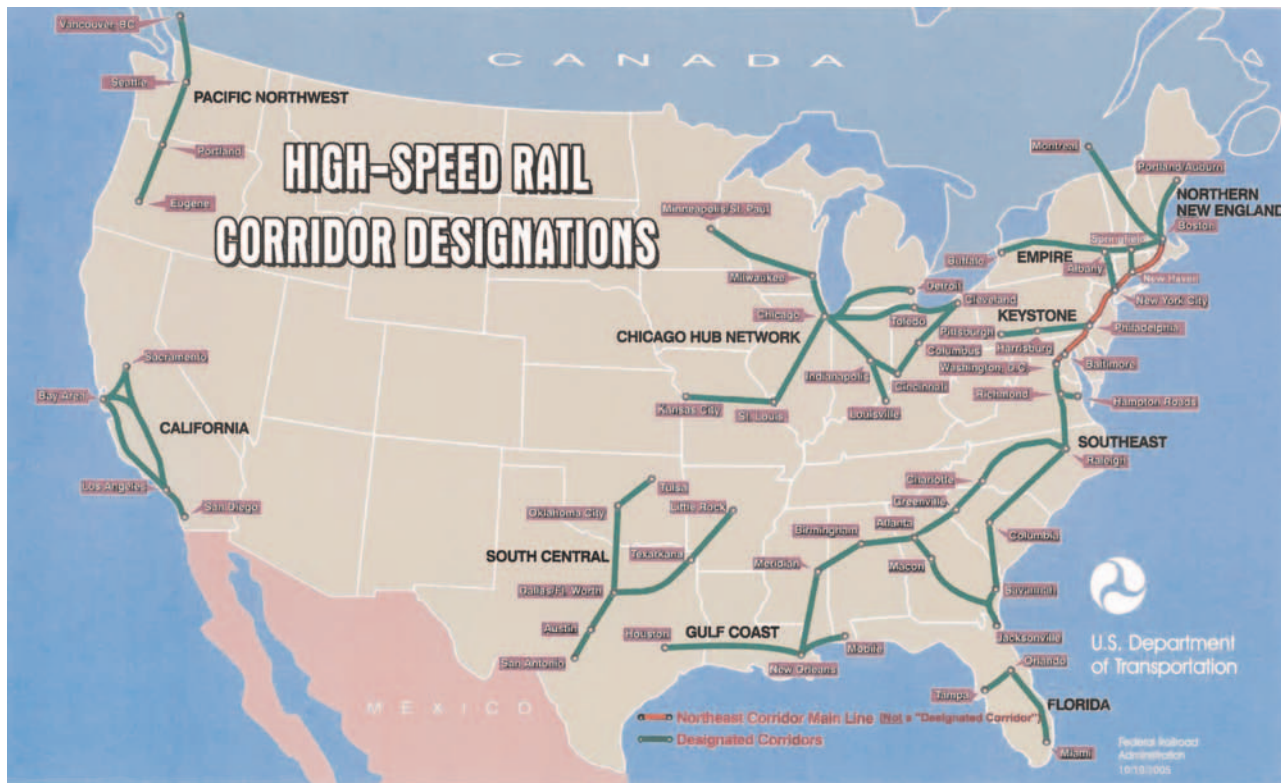 CANADA
Vancouver, BC
Seattle
PACIFIC NORTHWEST
Portland
Eugene
HIGH-SPEED RAIL
CORRIDOR DESIGNATIONS
Minneapolis/St. Paul
Milwaukee
Chicago
CHICAGO HUB NETWORK
Detroit
Cleveland
Toledo
Pittsburgh
Columbus
Indianapolis
Cincinnati
Kansas City
St. Louis
Louisville
Montreal
Portland/Auburn
NORTHERN
NEW ENGLAND
Boston
Buffalo
EMPIRE
Albany
New Haven
New York City
KEYSTONE
Philadelphia
Harrisburg
Washington, D.C.
Baltimore
Richmond
Hampton Roads
SOUTHEAST
Raleigh
Charlotte
Greenville
Atlanta
Birmingham
Columbia
Macon
Meridian
Savannah
Jacksonville
Sacramento
Bay Area
CALIFORNIA
Los Angeles
San Diego
Tulsa
Oklahoma City
Little Rock
SOUTH CENTRAL
Texarkana
Dallas/Ft. Worth
Austin
San Antonio
Houston
GULF COAST
New Orleans
Mobile
Orlando
Tampa
FLORIDA
Miami
MEXICO
U.S. Department
of Transportation
Northeast Corridor Main Line (Not a "Designated Corridor")
Designated Corridors
Federal Railroad
Administration